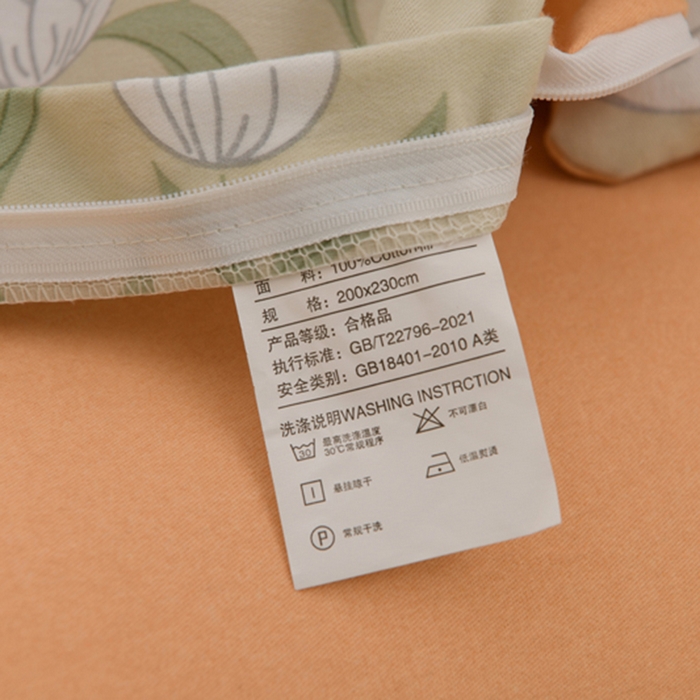 面 料：100%Cotton棉
规 格：200x230cm
产品等级：合格品
执行标准：GB/T22796-2021
安全类别：GB18401-2010 A类
洗涤说明WASHING INSTRCTION
30 最高洗涤温度 30℃常规程序
不可漂白
悬挂晾干
低温熨烫
P 常规干洗